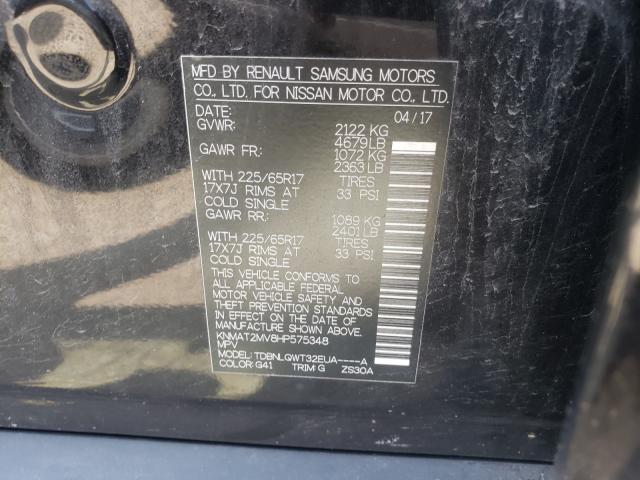 MFD BY RENAULT SAMSUNG MOTORS
CO., LTD. FOR NISSAN MOTOR CO., LTD.
DATE: 04/17
GVWR: 2122 KG
4679 LB
GAWR FR: 1072 KG
2363 LB
WITH 225/65R17 TIRES
17X7J RIMS AT 33 PSI
COLD SINGLE
GAWR RR: 1089 KG
2401 LB
WITH 225/65R17 TIRES
17X7J RIMS AT 33 PSI
COLD SINGLE
THIS VEHICLE CONFORMS TO
ALL APPLICABLE FEDERAL
MOTOR VEHICLE SAFETY AND
THEFT PREVENTION STANDARDS
IN EFFECT ON THE DATE OF
MANUFACTURE SHOWN ABOVE
KNMAT2MV8HP575348
MPV
MODEL: TDBNLQWT32EUA----A
COLOR: G41 TRIM: G ZS30A